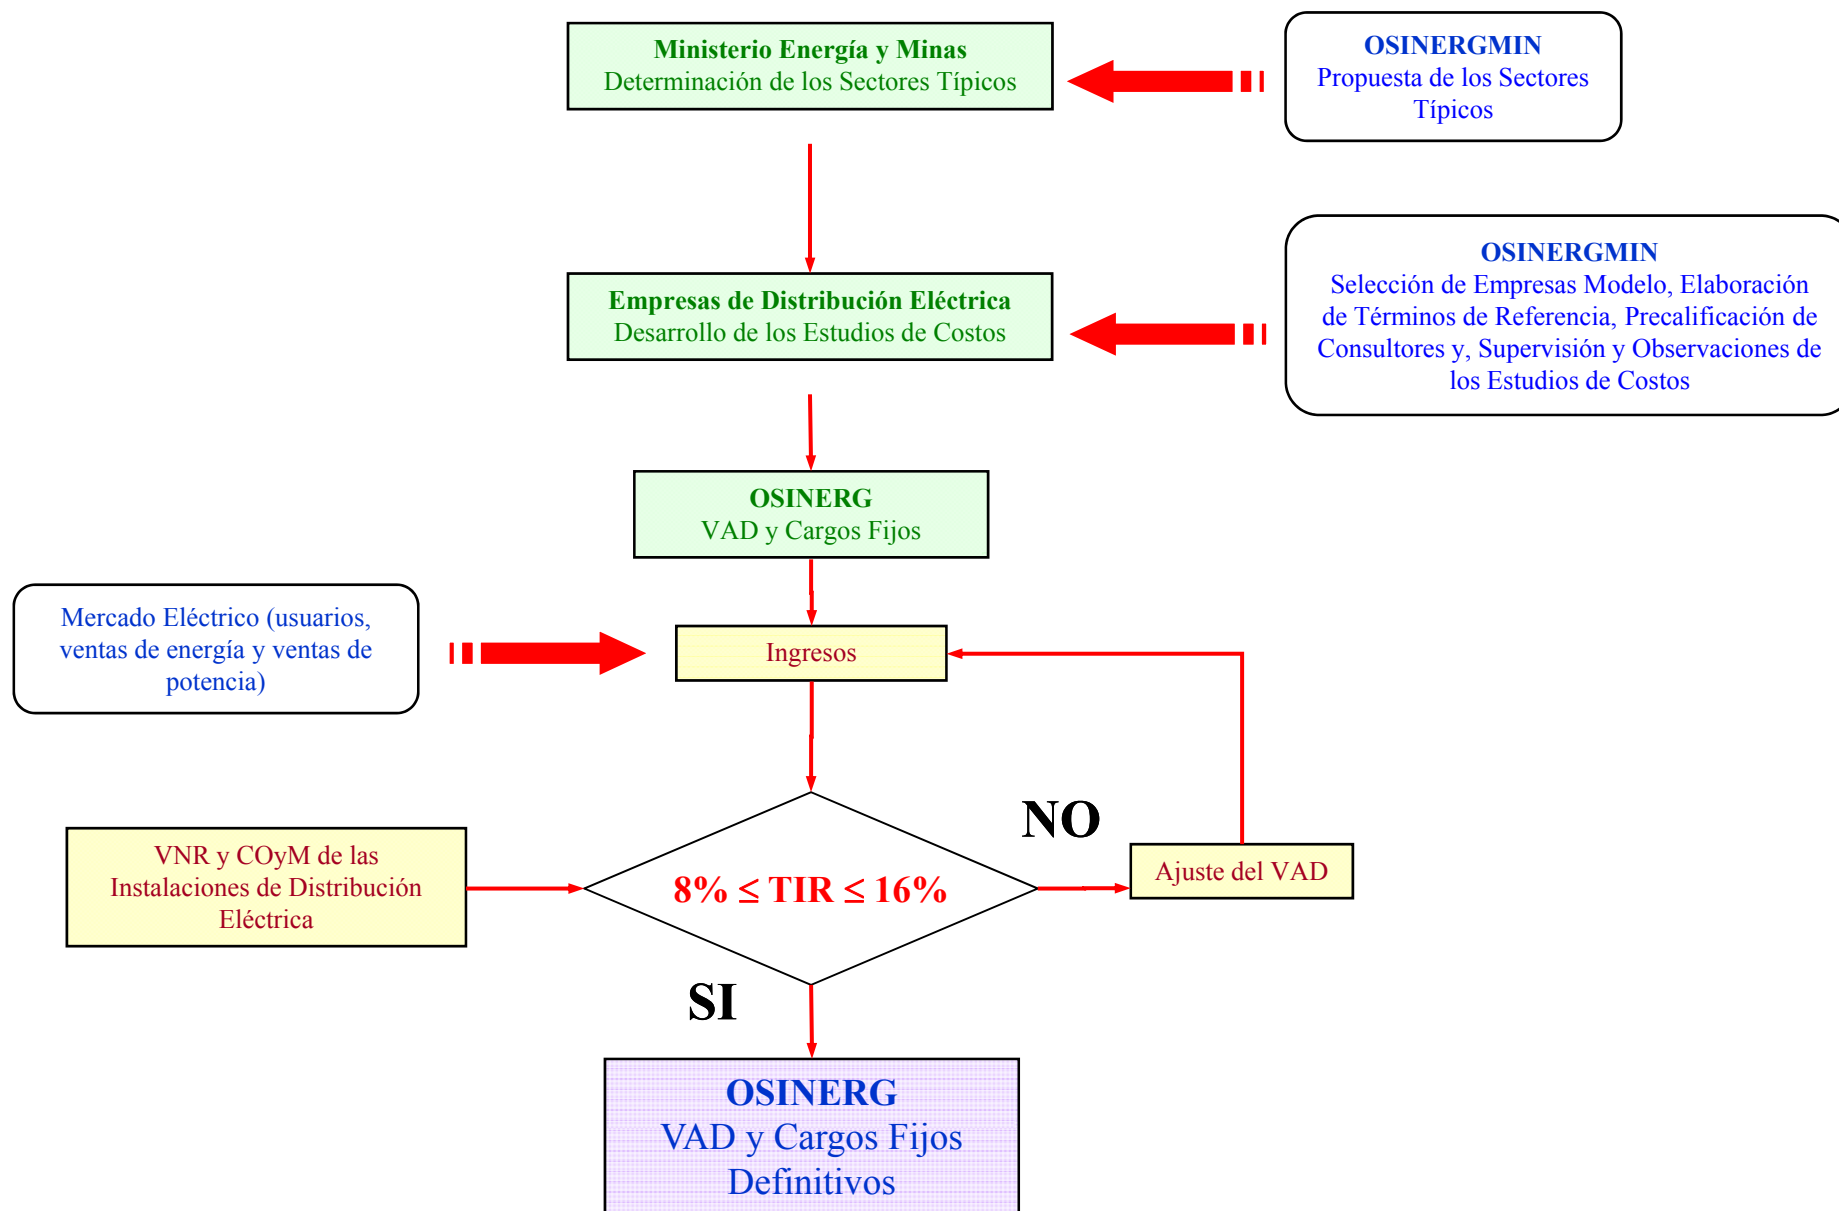 Ministerio Energía y Minas
Determinación de los Sectores Típicos
OSINERGMIN
Propuesta de los Sectores
Típicos
Empresas de Distribución Eléctrica
Desarrollo de los Estudios de Costos
OSINERGMIN
Selección de Empresas Modelo, Elaboración
de Términos de Referencia, Precalificación de
Consultores y, Supervisión y Observaciones de
los Estudios de Costos
OSINERG
VAD y Cargos Fijos
Mercado Eléctrico (usuarios,
ventas de energía y ventas de
potencia)
Ingresos
VNR y COyM de las
Instalaciones de Distribución
Eléctrica
8% ≤ TIR ≤ 16%
NO
Ajuste del VAD
SI
OSINERG
VAD y Cargos Fijos
Definitivos